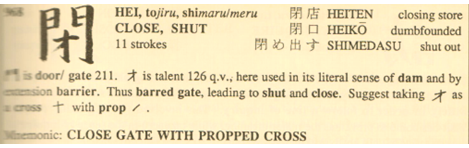 968 閉 HEI, tojiru, shimaru/meru 閉店 HEITEN closing store
CLOSE, SHUT 閉口 HEIKŌ dumbfounded
11 strokes 閉め出す SHIMEDASU shut out
門 is door/ gate 211. 才 is talent 126 q.v., here used in its literal sense of dam and by
extension barrier. Thus barred gate, leading to shut and close. Suggest taking 才 as
a cross 十 with prop ノ.
Mnemonic: CLOSE GATE WITH PROPPED CROSS